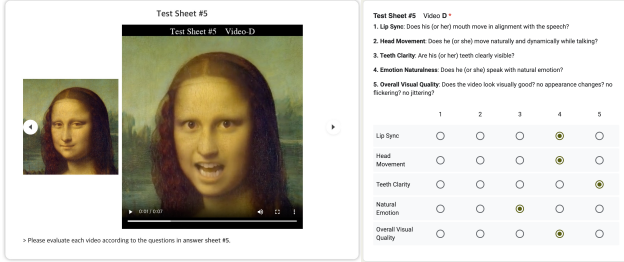 Test Sheet #5
Test Sheet #5 Video-D
0:01 / 0:07
> Please evaluate each video according to the questions in answer sheet #5.
Test Sheet #5 Video D *
1. Lip Sync: Does his (or her) mouth move in alignment with the speech?
2. Head Movement: Does he (or she) move naturally and dynamically while talking?
3. Teeth Clarity: Are his (or her) teeth clearly visible?
4. Emotion Naturalness: Does he (or she) speak with natural emotion?
5. Overall Visual Quality: Does the video look visually good? no appearance changes? no
flickering? no jittering?
1 2 3 4 5
Lip Sync
Head
Movement
Teeth Clarity
Natural
Emotion
Overall Visual
Quality